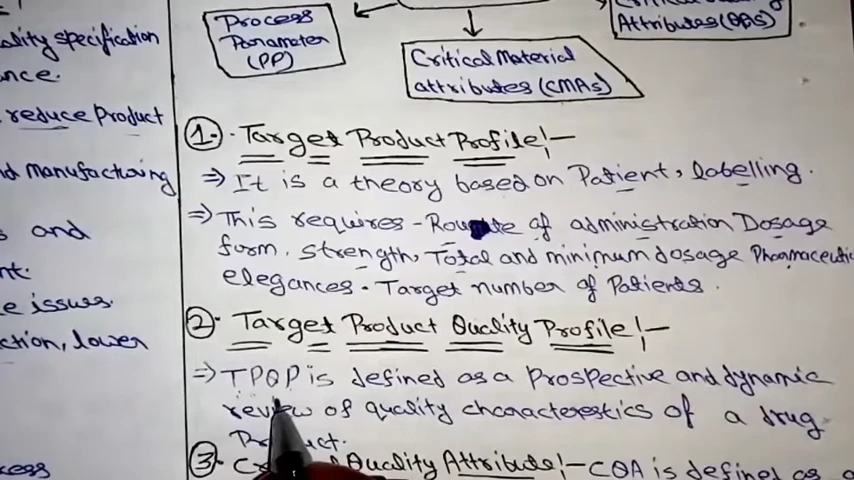 ality specification
nce.
reduce Product
d manufacturing
s and
nt:
e issues.
ction, lower
cess
Process
Parameter
(PP)
Critical Material
attributes (CMAs)
Attributes (QAs)
1. Target Product Profile:-
⇒ It is a theory based on Patient, labelling.
⇒ This requires - Route of administration Dosage
form, strength, Total and minimum dosage Pharmaceutic
elegances. Target number of Patients.
2. Target Product Quality Profile:-
⇒ TPQP is defined as a Prospective and dynamic
review of quality characterestics of a drug
Product.
3. Quality Attribute:- CQA is defined as a